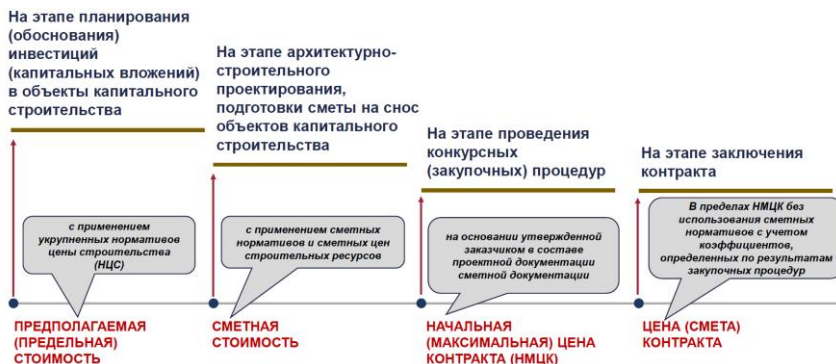 На этапе планирования
(обоснования)
инвестиций
(капитальных вложений)
в объекты капитального
строительства
На этапе архитектурно-
строительного
проектирования,
подготовки сметы на снос
объектов капитального
строительства
На этапе проведения
конкурсных
(закупочных) процедур
На этапе заключения
контракта
с применением
укрупненных нормативов
цены строительства
(НЦС)
с применением сметных
нормативов и сметных цен
строительных ресурсов
на основании утвержденной
заказчиком в составе
проектной документации
сметной документации
В пределах НМЦК без
использования сметных
нормативов с учетом
коэффициентов,
определенных по результатам
закупочных процедур
ПРЕДПОЛАГАЕМАЯ
(ПРЕДЕЛЬНАЯ)
СТОИМОСТЬ
СМЕТНАЯ
СТОИМОСТЬ
НАЧАЛЬНАЯ
(МАКСИМАЛЬНАЯ) ЦЕНА
КОНТРАКТА (НМЦК)
ЦЕНА (СМЕТА)
КОНТРАКТА